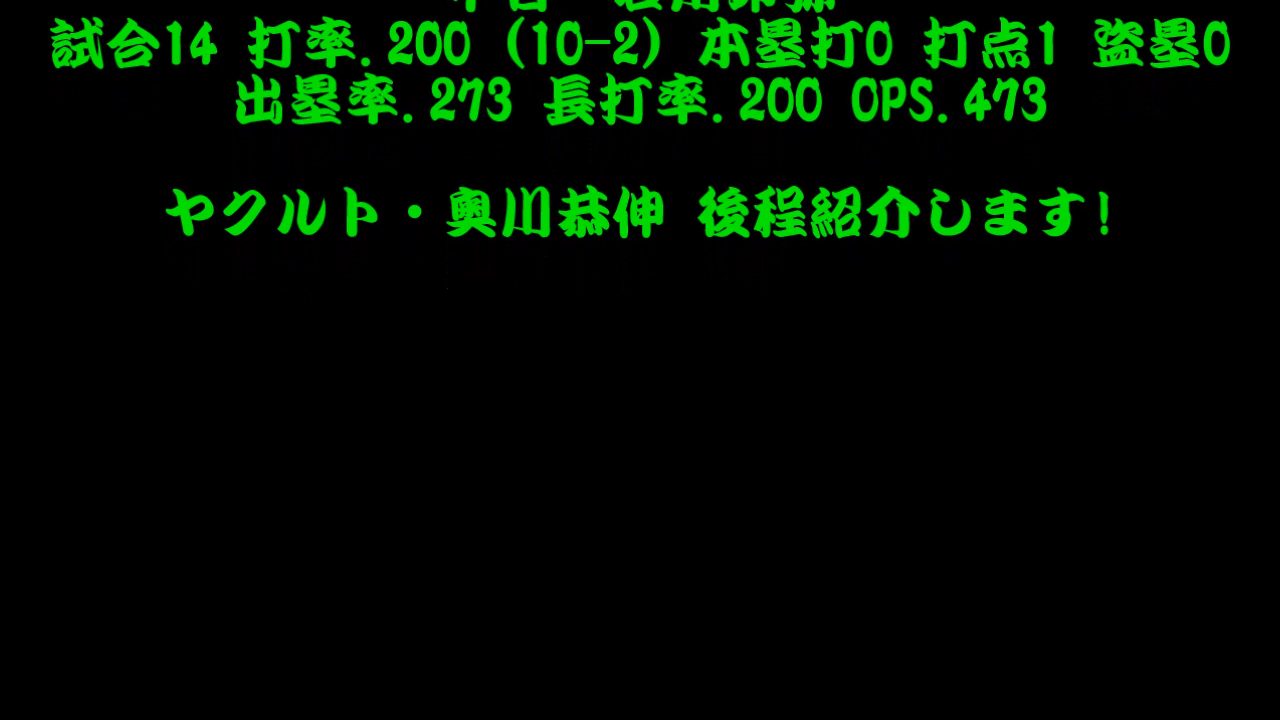 試合14 打率.200 (10-2) 本塁打0 打点1 盗塁0
出塁率.273 長打率.200 OPS.473
ヤクルト・奥川恭伸 後程紹介します!